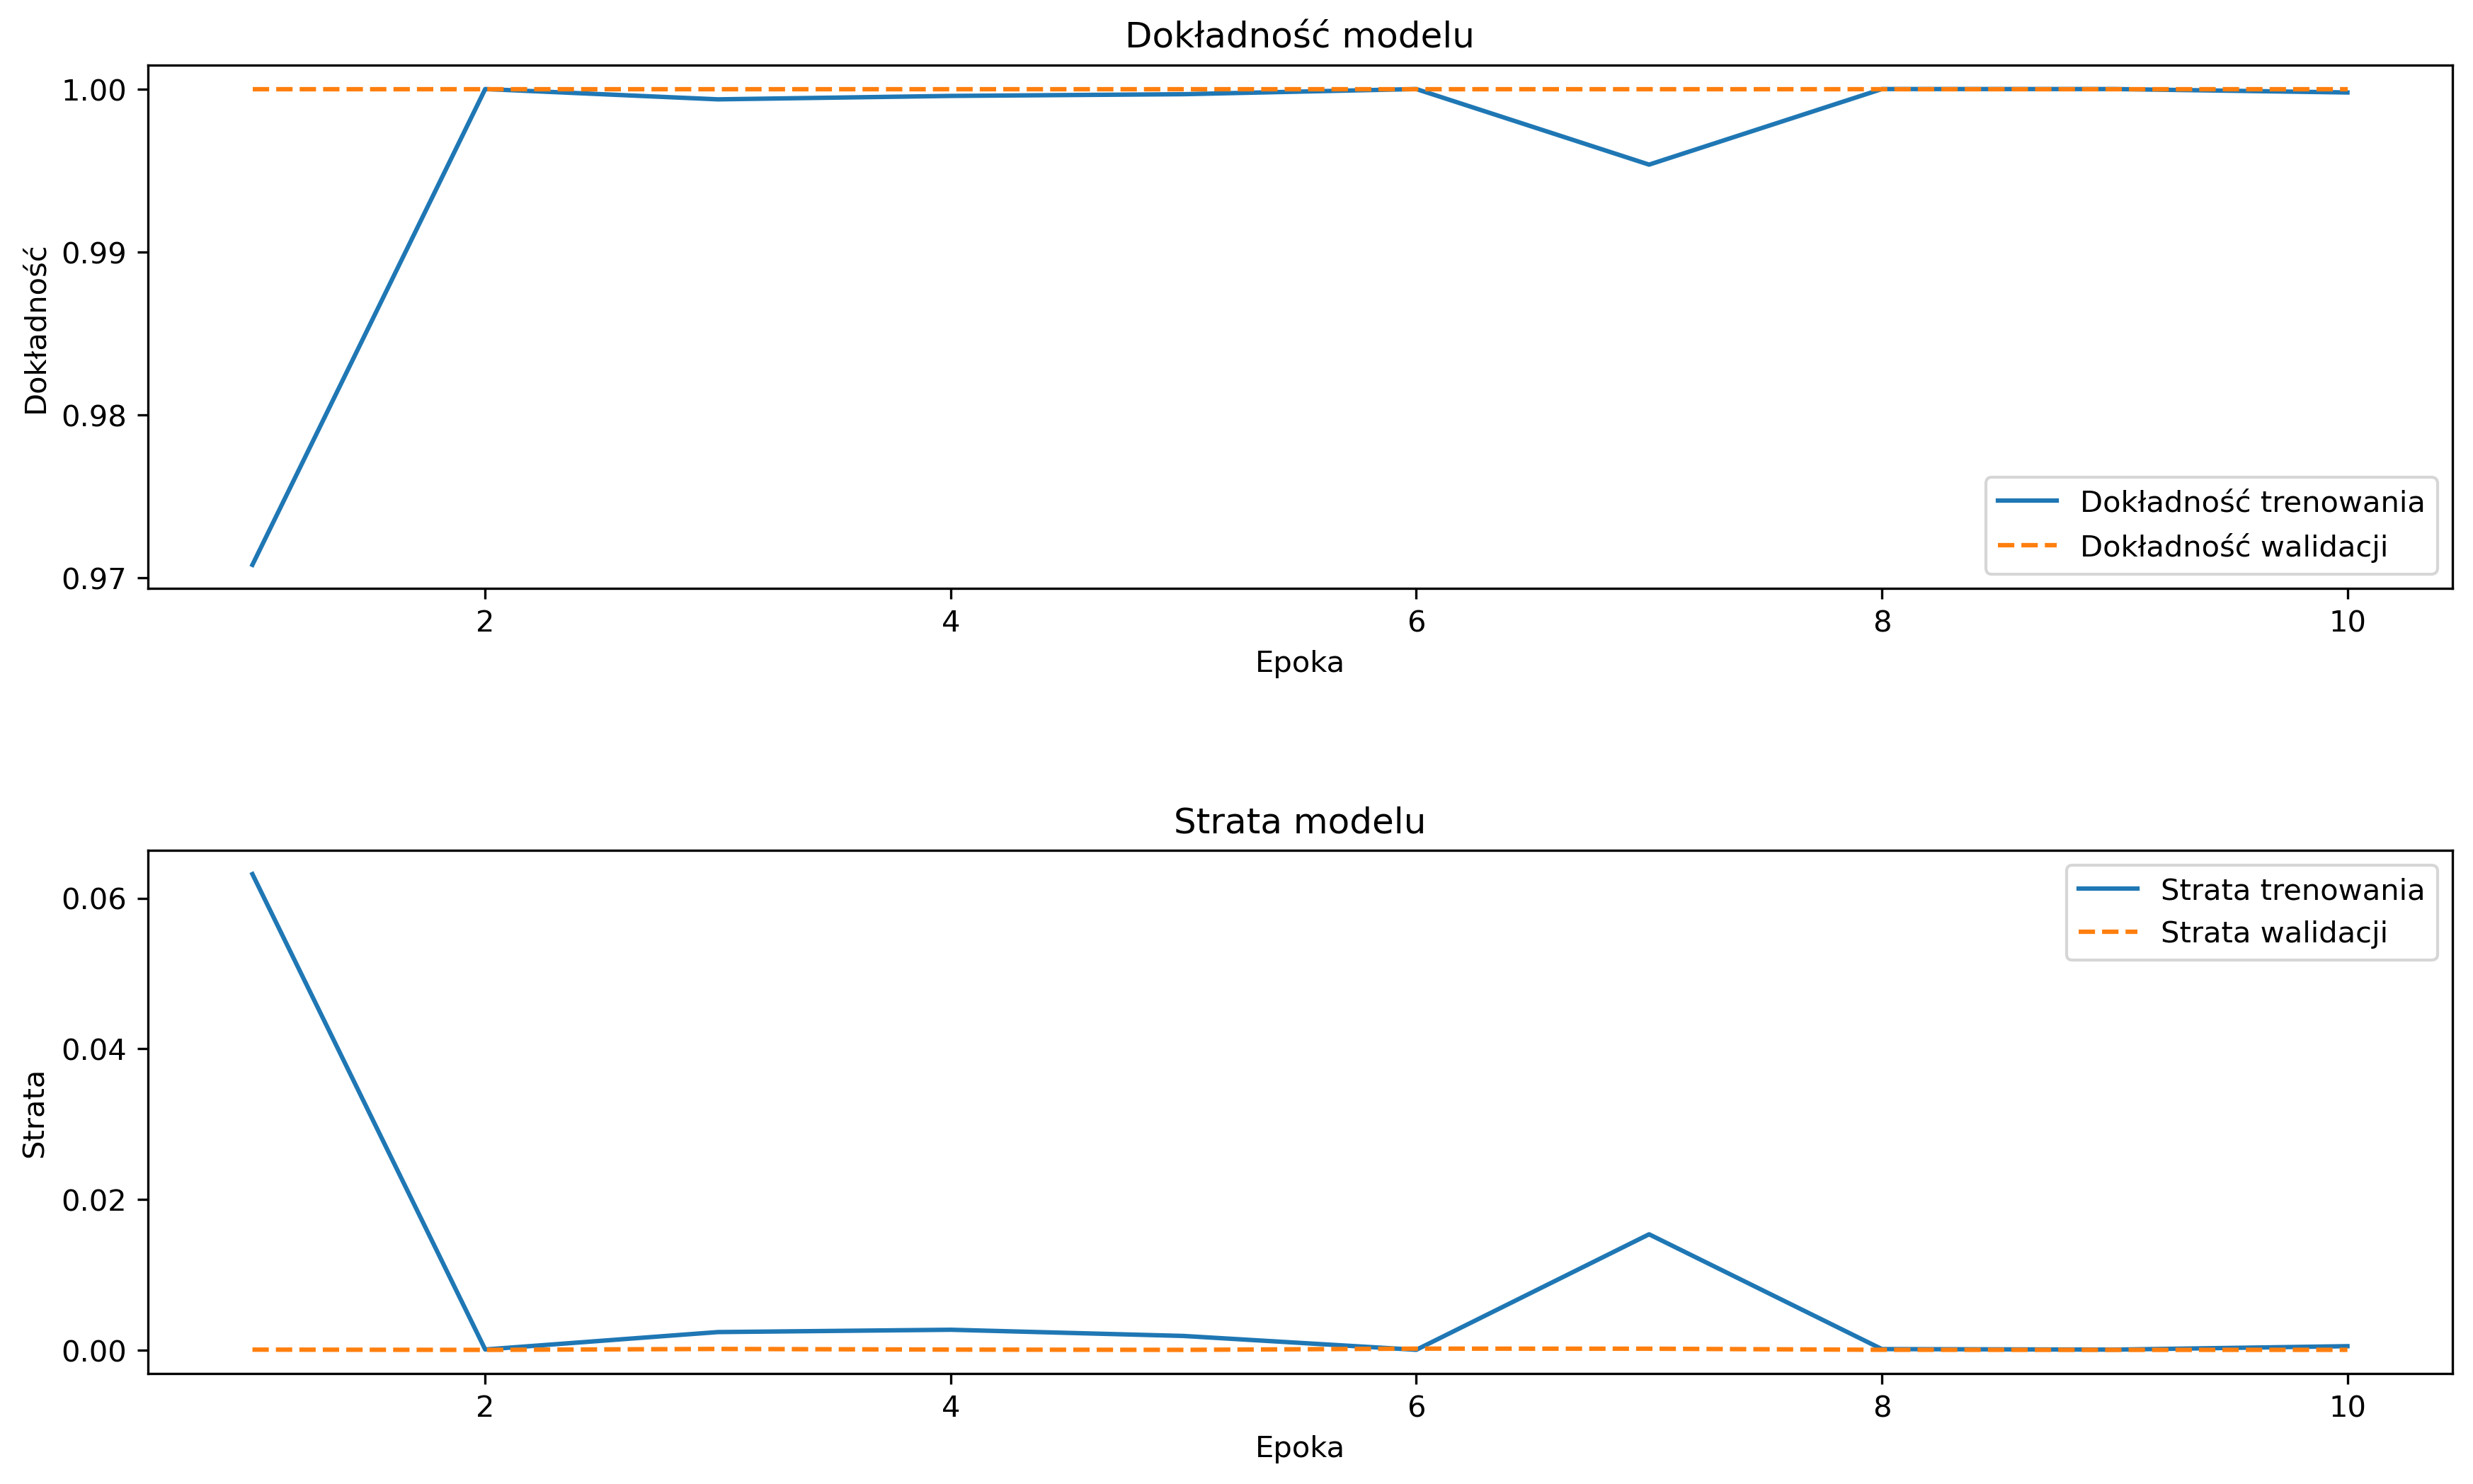 Dokładność modelu
Dokładność
1.00
0.99
0.98
0.97
Dokładność trenowania
Dokładność walidacji
2 4 6 8 10
Epoka
Strata modelu
Strata
0.06
0.04
0.02
0.00
Strata trenowania
Strata walidacji
2 4 6 8 10
Epoka